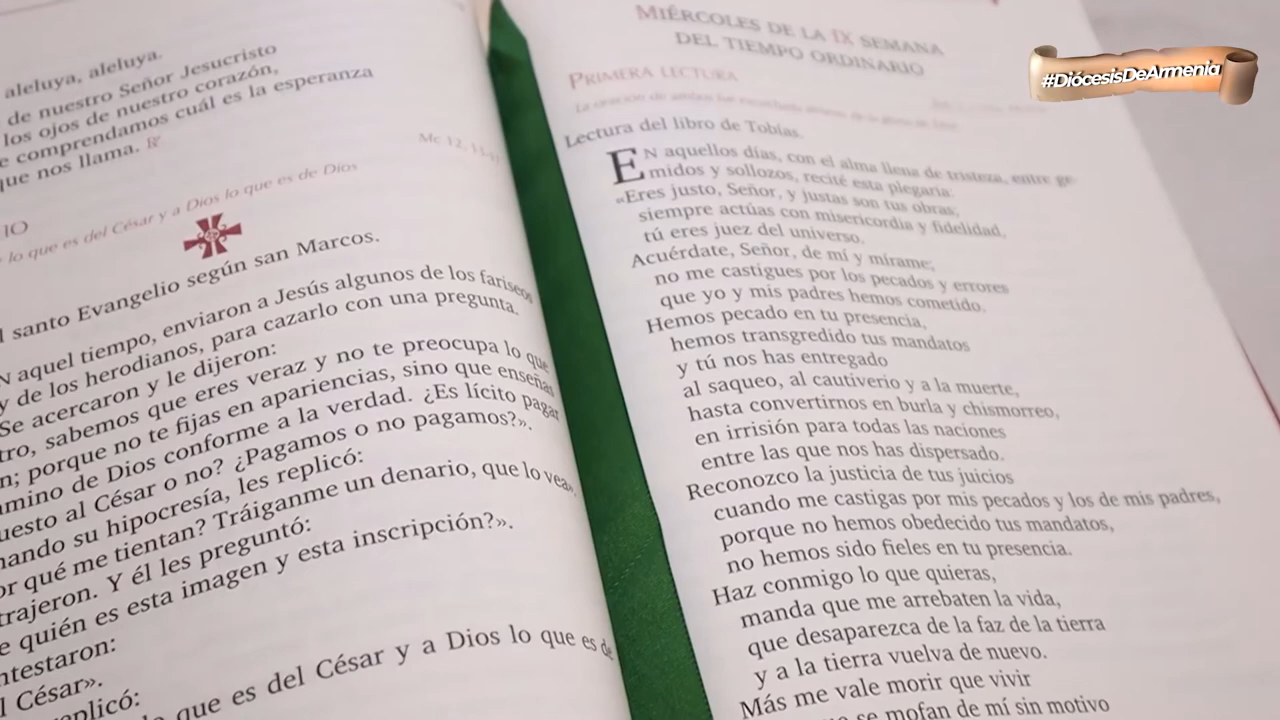 aleluya, aleluya.
de nuestro Señor Jesucristo
los ojos de nuestro corazón,
comprendamos cuál es la esperanza
que nos llama. ℟
Mc 12, 13-17
IO
lo que es del César y a Dios lo que es de Dios
santo Evangelio según san Marcos.
N aquel tiempo, enviaron a Jesús algunos de los fariseos
y de los herodianos, para cazarlo con una pregunta.
Se acercaron y le dijeron:
tro, sabemos que eres veraz y no te preocupa lo que
n; porque no te fijas en apariencias, sino que enseñas
amino de Dios conforme a la verdad. ¿Es lícito pagar
uesto al César o no? ¿Pagamos o no pagamos?».
nando su hipocresía, les replicó:
or qué me tientan? Tráiganme un denario, que lo vea».
trajeron. Y él les preguntó:
e quién es esta imagen y esta inscripción?».
ntestaron:
l César».
replicó:
lo que es del César y a Dios lo que es de
MIÉRCOLES DE LA IX SEMANA
DEL TIEMPO ORDINARIO
PRIMERA LECTURA
Lectura del libro de Tobías.
EN aquellos días, con el alma llena de tristeza, entre ge-
midos y sollozos, recité esta plegaria:
«Eres justo, Señor, y justas son tus obras,
siempre actúas con misericordia y fidelidad,
tú eres juez del universo.
Acuérdate, Señor, de mí y mírame;
no me castigues por los pecados y errores
que yo y mis padres hemos cometido.
Hemos pecado en tu presencia,
hemos transgredido tus mandatos
y tú nos has entregado
al saqueo, al cautiverio y a la muerte,
hasta convertirnos en burla y chismorreo,
en irrisión para todas las naciones
entre las que nos has dispersado.
Reconozco la justicia de tus juicios
cuando me castigas por mis pecados y los de mis padres,
porque no hemos obedecido tus mandatos,
no hemos sido fieles en tu presencia.
Haz conmigo lo que quieras,
manda que me arrebaten la vida,
que desaparezca de la faz de la tierra
y a la tierra vuelva de nuevo.
Más me vale morir que vivir
se mofan de mí sin motivo
#DiócesisDeArmenia